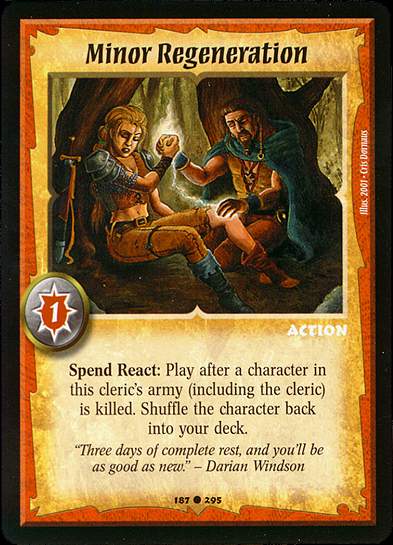 Minor Regeneration
Illus. 2001 • Cris Dornaus
1
ACTION
Spend React: Play after a character in
this cleric's army (including the cleric)
is killed. Shuffle the character back
into your deck.
“Three days of complete rest, and you'll be
as good as new.” – Darian Windson
187 ● 295